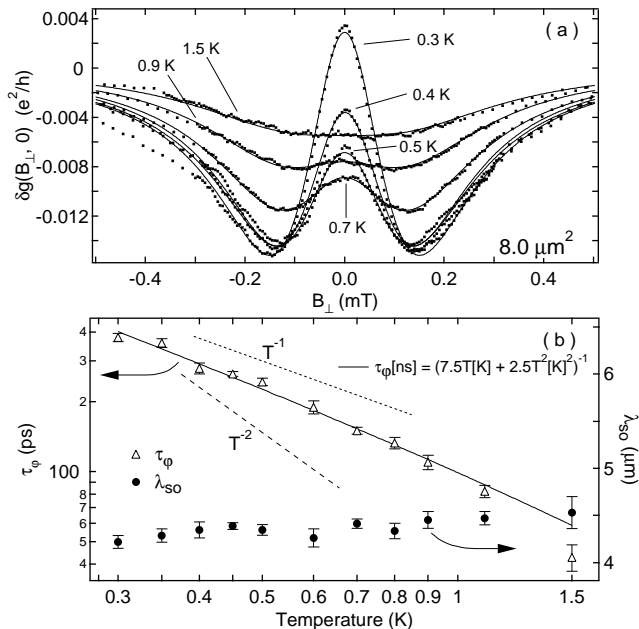 0.004
0
-0.004
-0.008
-0.012
δg(B⊥, 0) (e²/h)
( a )
1.5 K
0.9 K
0.3 K
0.4 K
0.5 K
0.7 K
8.0 μm²
-0.4 -0.2 0.0 0.2 0.4
B⊥ (mT)
( b )
T⁻¹
T⁻²
τφ[ns] = (7.5T[K] + 2.5T²[K]²)⁻¹
τφ
λso
4
3
2
100
9
8
7
6
5
4
τφ (ps)
6
5
4
λso (μm)
0.3 0.4 0.5 0.6 0.7 0.8 0.9 1 1.5
Temperature (K)